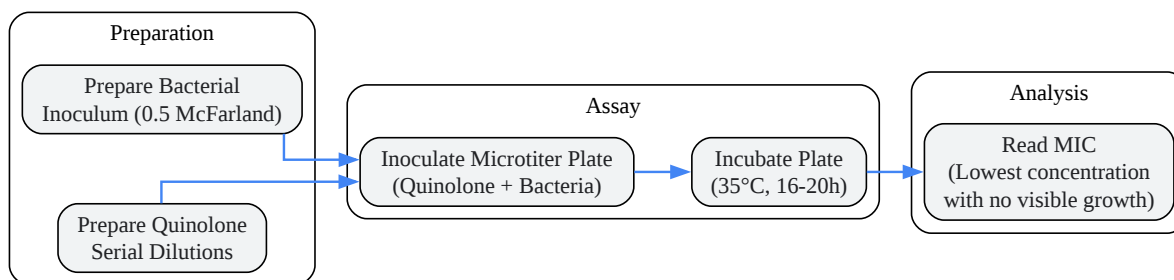 Preparation
Prepare Bacterial
Inoculum (0.5 McFarland)
Prepare Quinolone
Serial Dilutions
Assay
Inoculate Microtiter Plate
(Quinolone + Bacteria)
Incubate Plate
(35°C, 16-20h)
Analysis
Read MIC
(Lowest concentration
with no visible growth)